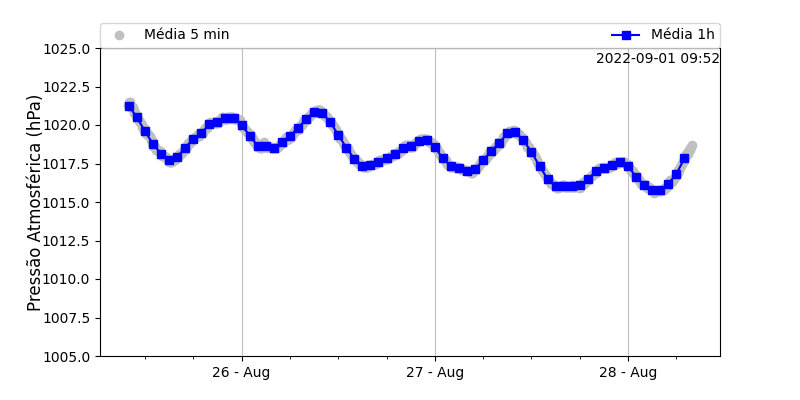 Média 5 min
Média 1h
2022-09-01 09:52
Pressão Atmosférica (hPa)
1025.0
1022.5
1020.0
1017.5
1015.0
1012.5
1010.0
1007.5
1005.0
26 - Aug
27 - Aug
28 - Aug